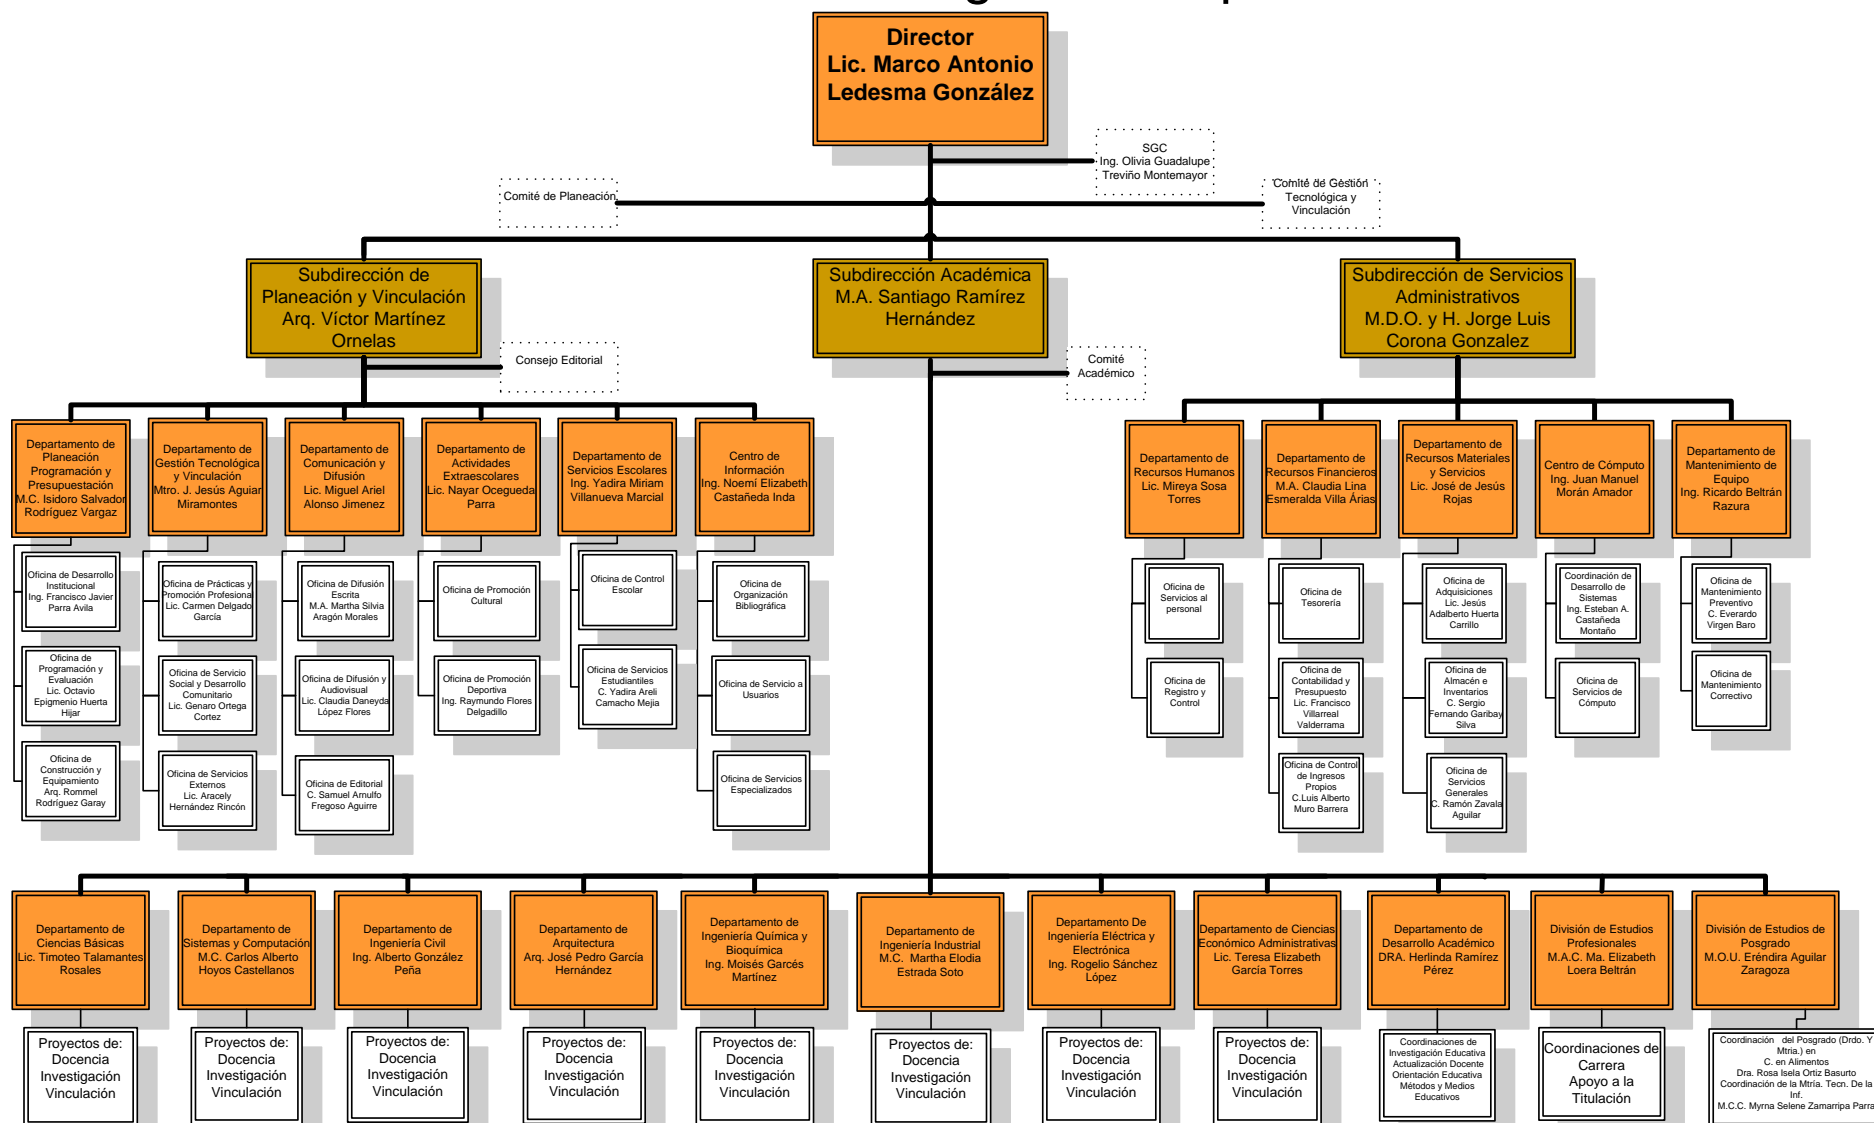 Director
Lic. Marco Antonio
Ledesma González
SGC
Ing. Olivia Guadalupe
Treviño Montemayor
Comité de Planeación
Comité de Gestión
Tecnológica y
Vinculación
Subdirección de
Planeación y Vinculación
Arq. Víctor Martínez
Ornelas
Subdirección Académica
M.A. Santiago Ramírez
Hernández
Subdirección de Servicios
Administrativos
M.D.O. y H. Jorge Luis
Corona Gonzalez
Consejo Editorial
Comité
Académico
Departamento de
Planeación
Programación y
Presupuestación
M.C. Isidoro Salvador
Rodríguez Vargaz
Departamento de
Gestión Tecnológica
y Vinculación
Mtro. J. Jesús Aguiar
Miramontes
Departamento de
Comunicación y
Difusión
Lic. Miguel Ariel
Alonso Jimenez
Departamento de
Actividades
Extraescolares
Lic. Nayar Ocegueda
Parra
Departamento de
Servicios Escolares
Ing. Yadira Miriam
Villanueva Marcial
Centro de
Información
Ing. Noemí Elizabeth
Castañeda Inda
Departamento de
Recursos Humanos
Lic. Mireya Sosa
Torres
Departamento de
Recursos Financieros
M.A. Claudia Lina
Esmeralda Villa Árias
Departamento de
Recursos Materiales
y Servicios
Lic. José de Jesús
Rojas
Centro de Cómputo
Ing. Juan Manuel
Morán Amador
Departamento de
Mantenimiento de
Equipo
Ing. Ricardo Beltrán
Razura
Oficina de Desarrollo
Institucional
Ing. Francisco Javier
Parra Avila
Oficina de Prácticas y
Promoción Profesional
Lic. Carmen Delgado
García
Oficina de Difusión
Escrita
M.A. Martha Silvia
Aragón Morales
Oficina de Promoción
Cultural
Oficina de Control
Escolar
Oficina de
Organización
Bibliográfica
Oficina de
Servicios al
personal
Oficina de
Tesorería
Oficina de
Adquisiciones
Lic. Jesús
Adalberto Huerta
Carrillo
Coordinación de
Desarrollo de
Sistemas
Ing. Esteban A.
Castañeda
Montaño
Oficina de
Mantenimiento
Preventivo
C. Everardo
Virgen Baro
Oficina de
Programación y
Evaluación
Lic. Octavio
Epigmenio Huerta
Hijar
Oficina de Servicio
Social y Desarrollo
Comunitario
Lic. Genaro Ortega
Cortez
Oficina de Difusión y
Audiovisual
Lic. Claudia Daneyda
López Flores
Oficina de Promoción
Deportiva
Ing. Raymundo Flores
Delgadillo
Oficina de Servicios
Estudiantiles
C. Yadira Areli
Camacho Mejia
Oficina de Servicio a
Usuarios
Oficina de
Registro y
Control
Oficina de
Contabilidad y
Presupuesto
Lic. Francisco
Villarreal
Valderrama
Oficina de
Almacén e
Inventarios
C. Sergio
Fernando Garibay
Silva
Oficina de
Servicios de
Cómputo
Oficina de
Mantenimiento
Correctivo
Oficina de
Construcción y
Equipamiento
Arq. Rommel
Rodríguez Garay
Oficina de Servicios
Externos
Lic. Aracely
Hernández Rincón
Oficina de Editorial
C. Samuel Arnulfo
Fregoso Aguirre
Oficina de Servicios
Especializados
Oficina de Control
de Ingresos
Propios
C.Luis Alberto
Muro Barrera
Oficina de
Servicios
Generales
C. Ramón Zavala
Aguilar
Departamento de
Ciencias Básicas
Lic. Timoteo Talamantes
Rosales
Departamento de
Sistemas y Computación
M.C. Carlos Alberto
Hoyos Castellanos
Departamento de
Ingeniería Civil
Ing. Alberto González
Peña
Departamento de
Arquitectura
Arq. José Pedro García
Hernández
Departamento de
Ingeniería Química y
Bioquímica
Ing. Moisés Garcés
Martínez
Departamento de
Ingeniería Industrial
M.C. Martha Elodia
Estrada Soto
Departamento De
Ingeniería Eléctrica y
Electrónica
Ing. Rogelio Sánchez
López
Departamento de Ciencias
Económico Administrativas
Lic. Teresa Elizabeth
García Torres
Departamento de
Desarrollo Académico
DRA. Herlinda Ramírez
Pérez
División de Estudios
Profesionales
M.A.C. Ma. Elizabeth
Loera Beltrán
División de Estudios de
Posgrado
M.O.U. Eréndira Aguilar
Zaragoza
Proyectos de:
Docencia
Investigación
Vinculación
Proyectos de:
Docencia
Investigación
Vinculación
Proyectos de:
Docencia
Investigación
Vinculación
Proyectos de:
Docencia
Investigación
Vinculación
Proyectos de:
Docencia
Investigación
Vinculación
Proyectos de:
Docencia
Investigación
Vinculación
Proyectos de:
Docencia
Investigación
Vinculación
Proyectos de:
Docencia
Investigación
Vinculación
Coordinaciones de
Investigación Educativa
Actualización Docente
Orientación Educativa
Métodos y Medios
Educativos
Coordinaciones de
Carrera
Apoyo a la
Titulación
Coordinación del Posgrado (Drdo. Y
Mtria.) en
C. en Alimentos
Dra. Rosa Isela Ortiz Basurto
Coordinación de la Mtría. Tecn. De la
Inf.
M.C.C. Myrna Selene Zamarripa Parra